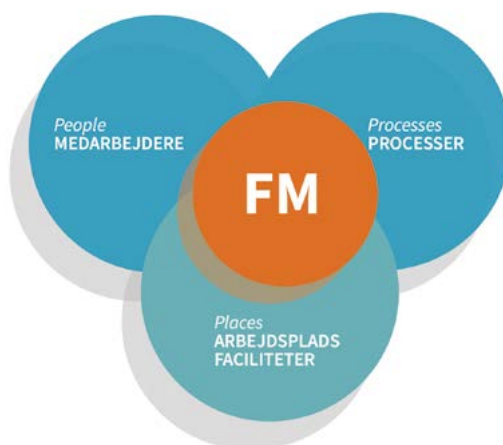 People
MEDARBEJDERE
Processes
PROCESSER
FM
Places
ARBEJDSPLADS
FACILITETER